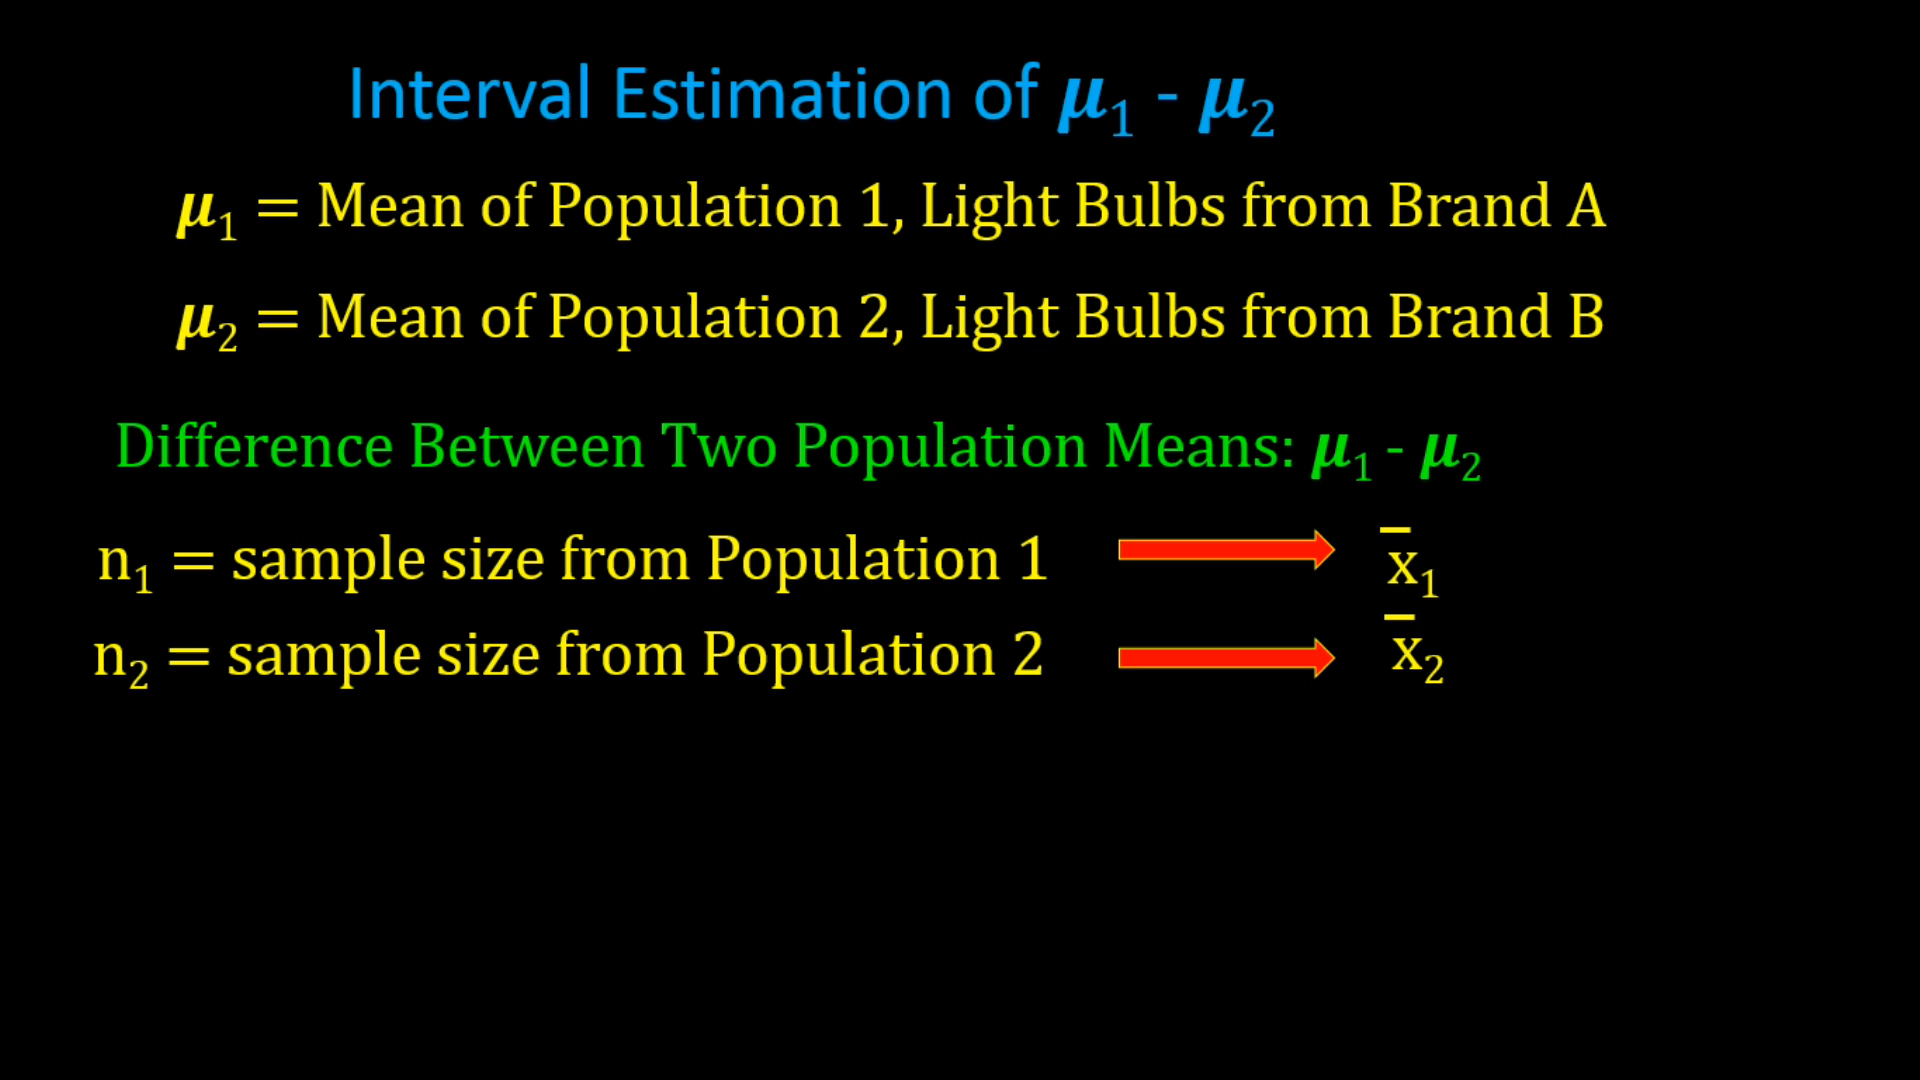 Interval Estimation of μ₁ - μ₂
μ₁ = Mean of Population 1, Light Bulbs from Brand A
μ₂ = Mean of Population 2, Light Bulbs from Brand B
Difference Between Two Population Means: μ₁ - μ₂
n₁ = sample size from Population 1 x̄₁
n₂ = sample size from Population 2 x̄₂